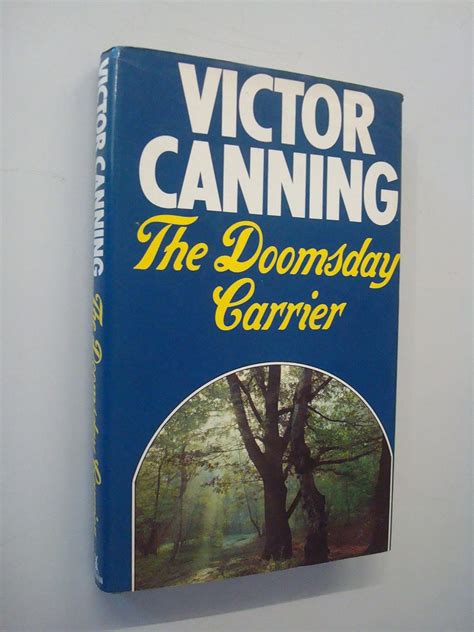 VICTOR
CANNING
The Doomsday
Carrier
VICTOR CANNING The Doomsday Carrier